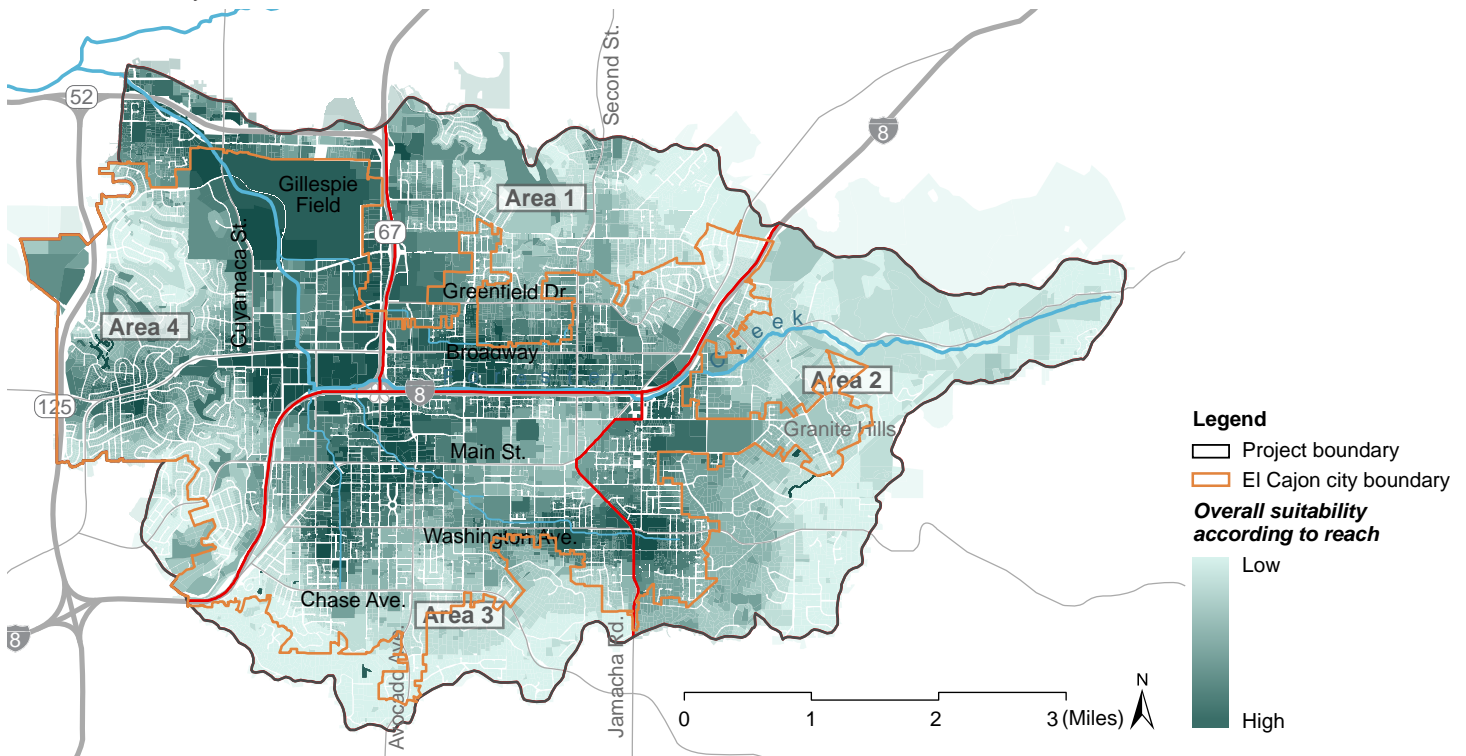 52
Second St.
8
Gillespie
Field
Area 1
67
Cuyamaca St.
Greenfield Dr
Area 4
eek
Broadway
Area 2
8
125
Granite Hills
Main St.
Washington Ave.
Chase Ave.
Area 3
8
Avocado Ave.
Jamacha Rd.
0 1 2 3 (Miles)
N
Legend
Project boundary
El Cajon city boundary
Overall suitability
according to reach
Low
High